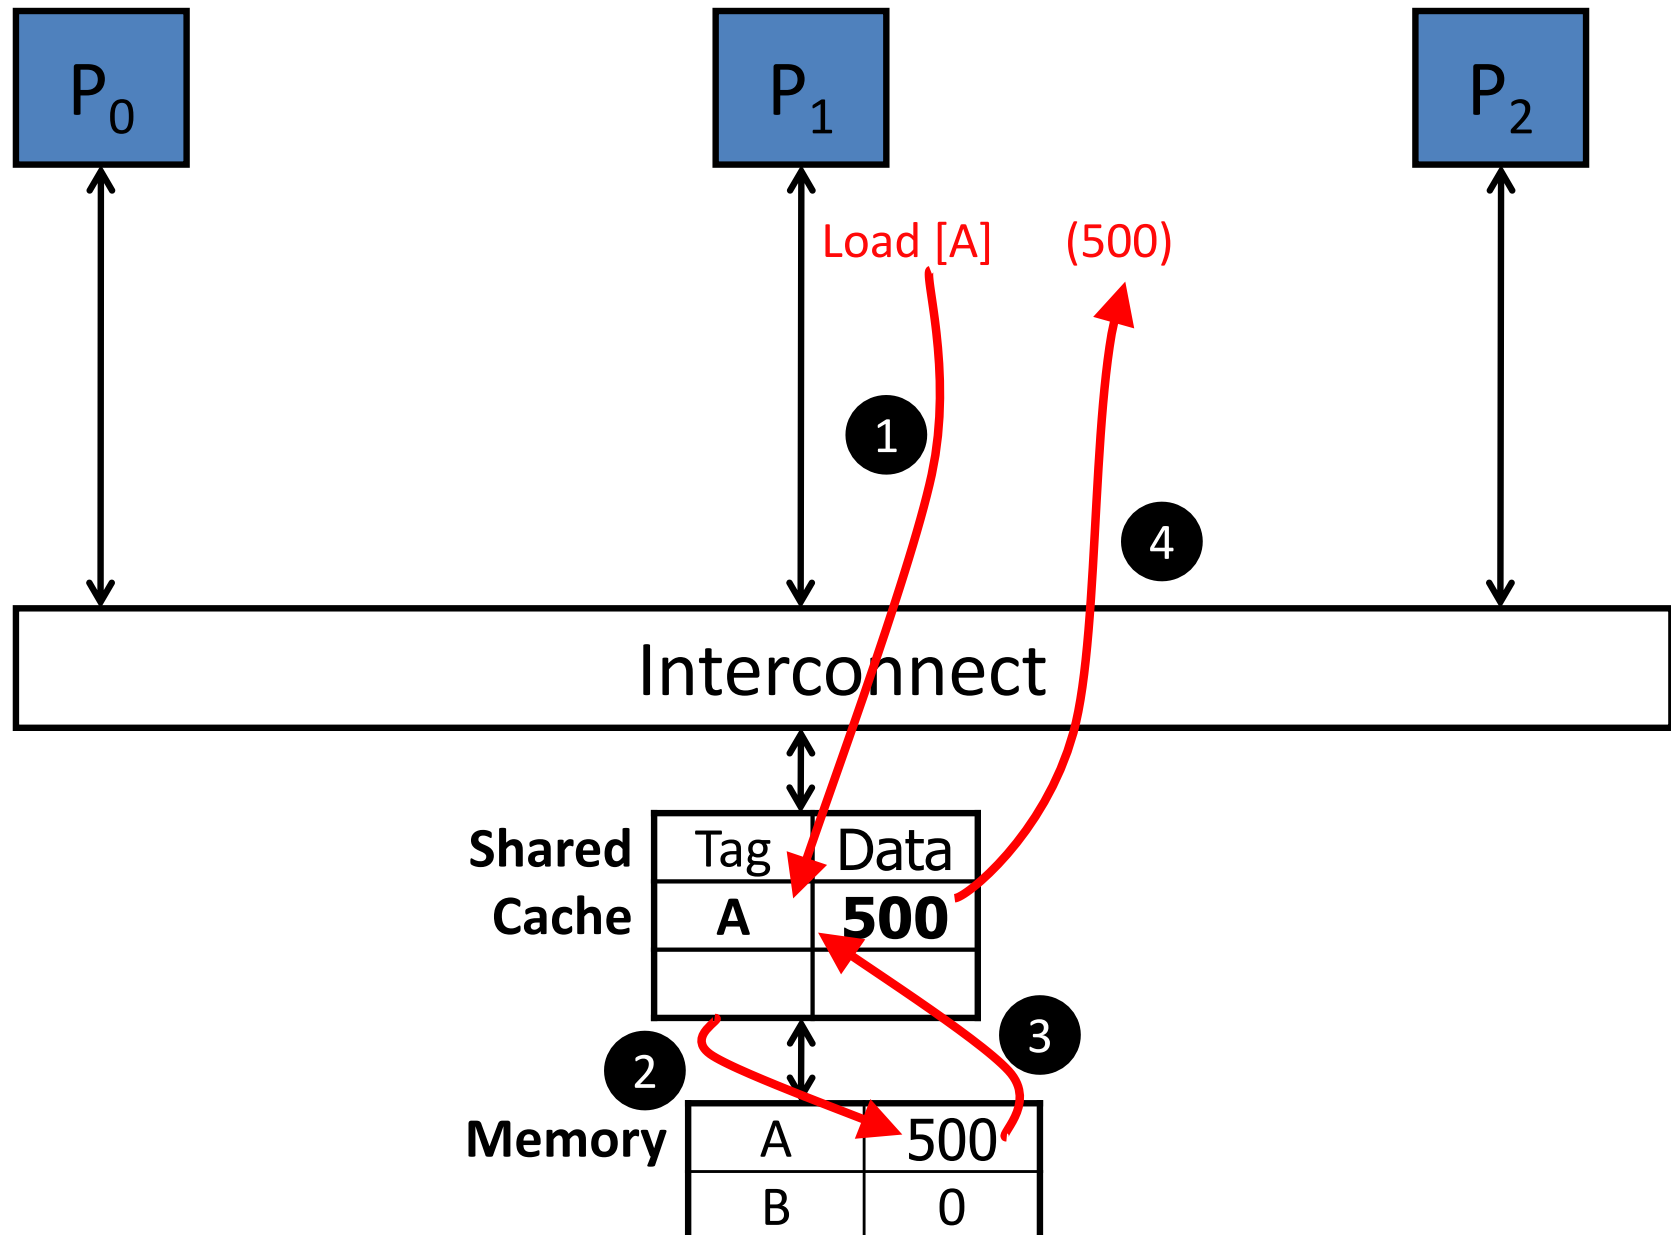 P0 P1 P2
Load [A] (500)
1
4
Interconnect
Shared Tag Data
Cache A 500
3
2
Memory A 500
B 0